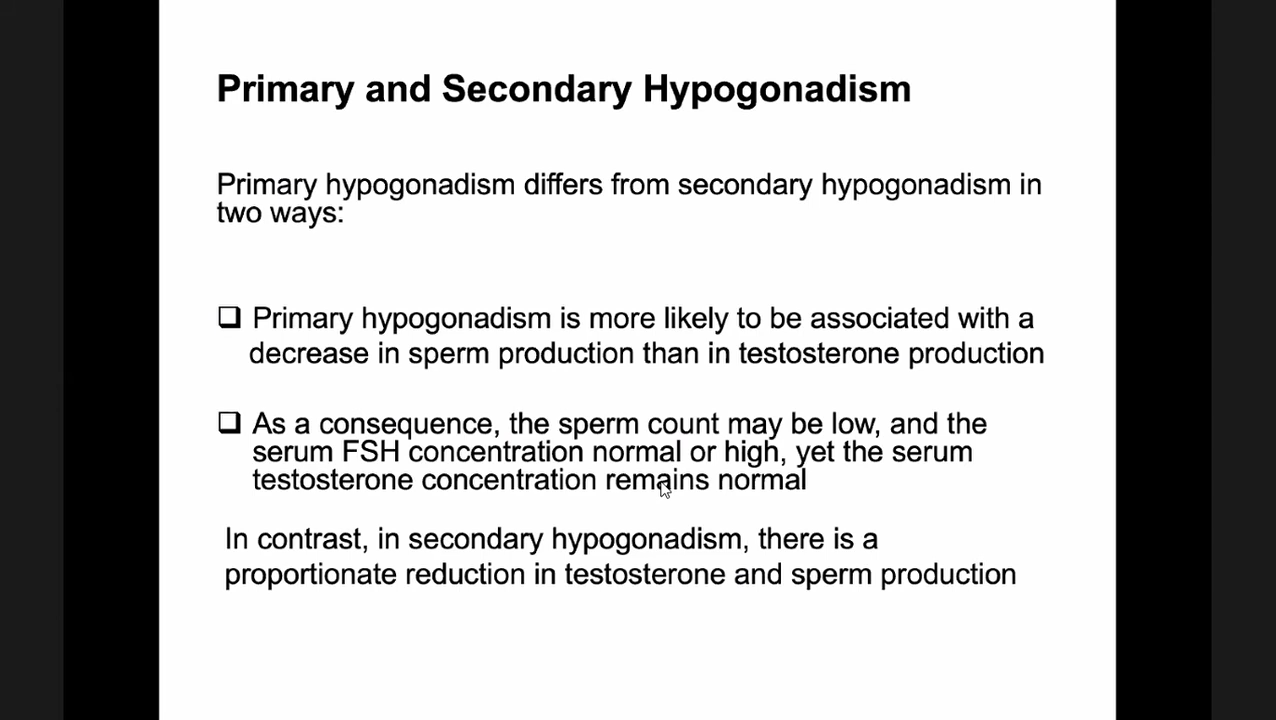 Primary and Secondary Hypogonadism
Primary hypogonadism differs from secondary hypogonadism in
two ways:
❑ Primary hypogonadism is more likely to be associated with a
decrease in sperm production than in testosterone production
❑ As a consequence, the sperm count may be low, and the
serum FSH concentration normal or high, yet the serum
testosterone concentration remains normal
In contrast, in secondary hypogonadism, there is a
proportionate reduction in testosterone and sperm production